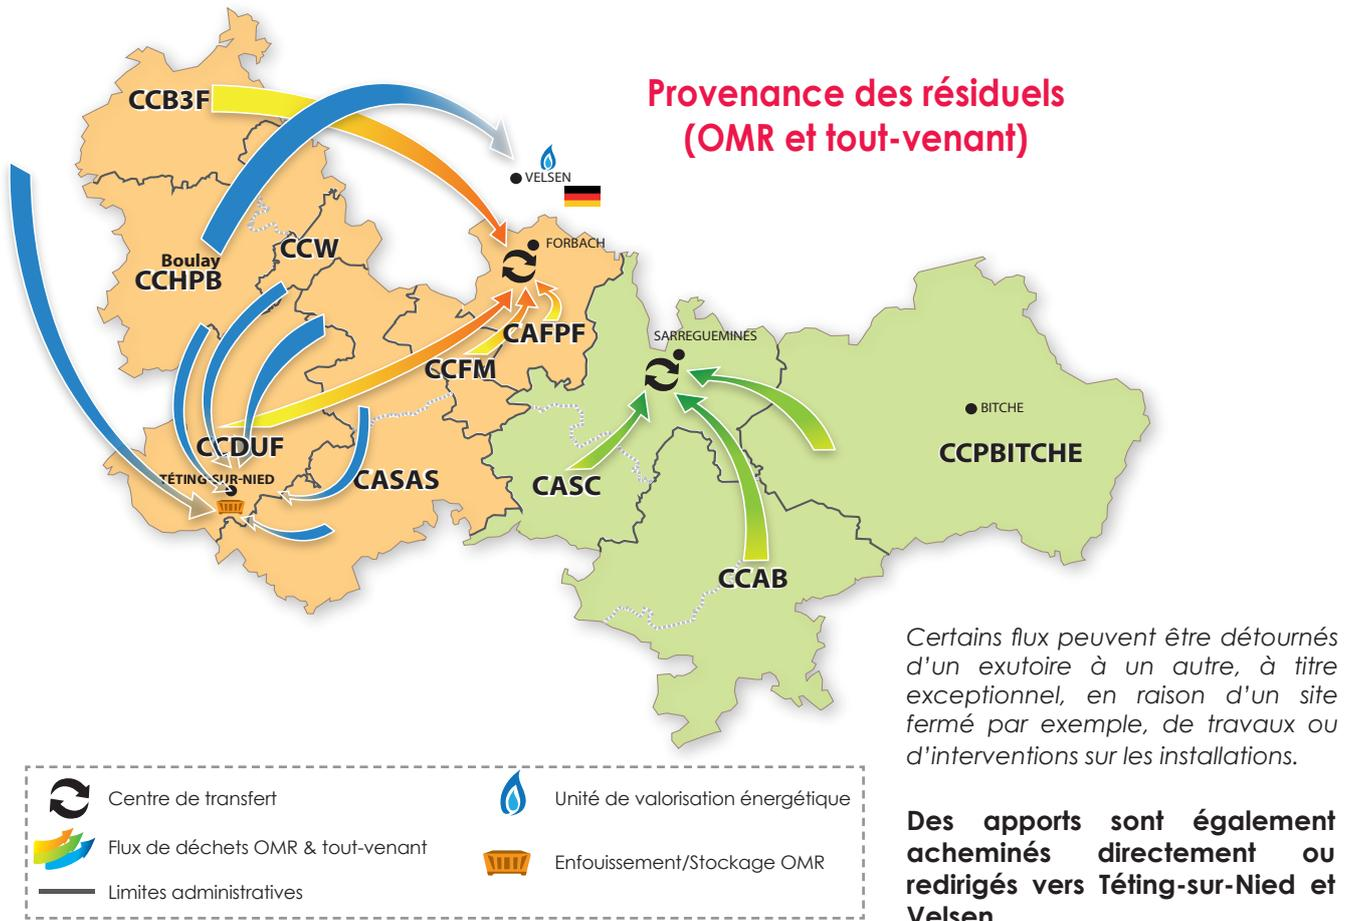 Provenance des résiduels
(OMR et tout-venant)
CCB3F
VELSEN
Boulay
CCHPB
CCW
FORBACH
CAFPF
CCFM
SARREGUEMINES
CCDUF
TÉTING-SUR-NIED
CASAS
CASC
BITCHE
CCPBITCHE
CCAB
Certains flux peuvent être détournés
d’un exutoire à un autre, à titre
exceptionnel, en raison d’un site
fermé par exemple, de travaux ou
d’interventions sur les installations.
Des apports sont également
acheminés directement ou
redirigés vers Téting-sur-Nied et
Velsen
Centre de transfert
Flux de déchets OMR & tout-venant
Limites administratives
Unité de valorisation énergétique
Enfouissement/Stockage OMR